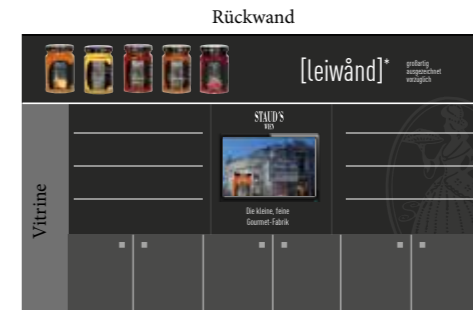 Rückwand
[leiwånd]*
großartig
ausgezeichnet
vorzüglich
Vitrine
STAUD'S
WIEN
Die kleine, feine
Gourmet-Fabrik